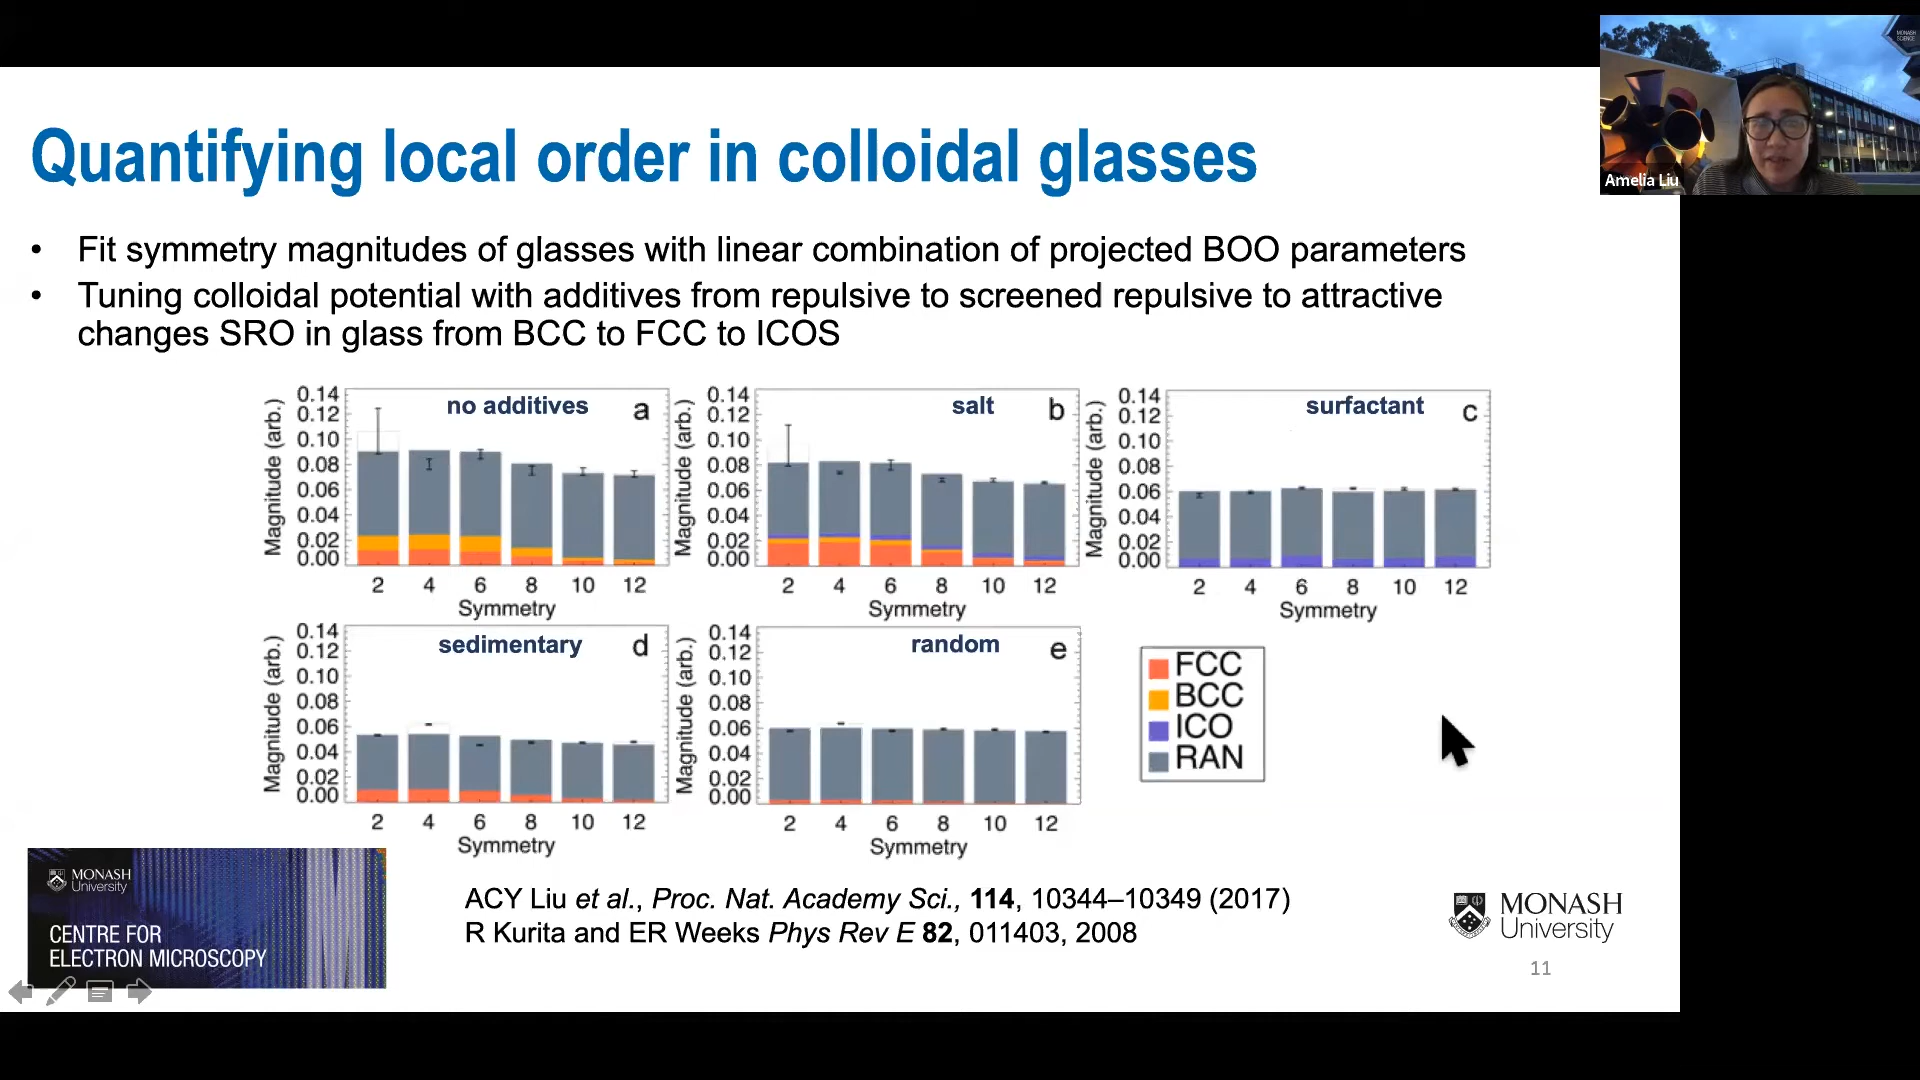 MONASH
SCIENCE
Amelia Liu
Quantifying local order in colloidal glasses
• Fit symmetry magnitudes of glasses with linear combination of projected BOO parameters
• Tuning colloidal potential with additives from repulsive to screened repulsive to attractive
changes SRO in glass from BCC to FCC to ICOS
no additives
a
Magnitude (arb.)
0.14
0.12
0.10
0.08
0.06
0.04
0.02
0.00
2 4 6 8 10 12
Symmetry
salt
b
Magnitude (arb.)
0.14
0.12
0.10
0.08
0.06
0.04
0.02
0.00
2 4 6 8 10 12
Symmetry
surfactant
c
Magnitude (arb.)
0.14
0.12
0.10
0.08
0.06
0.04
0.02
0.00
2 4 6 8 10 12
Symmetry
sedimentary
d
Magnitude (arb.)
0.14
0.12
0.10
0.08
0.06
0.04
0.02
0.00
2 4 6 8 10 12
Symmetry
random
e
Magnitude (arb.)
0.14
0.12
0.10
0.08
0.06
0.04
0.02
0.00
2 4 6 8 10 12
Symmetry
FCC
BCC
ICO
RAN
MONASH
University
CENTRE FOR
ELECTRON MICROSCOPY
ACY Liu et al., Proc. Nat. Academy Sci., 114, 10344–10349 (2017)
R Kurita and ER Weeks Phys Rev E 82, 011403, 2008
MONASH
University
11